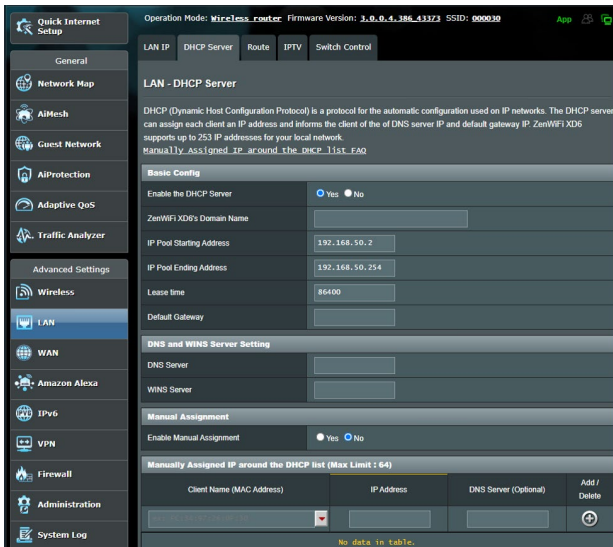 Quick Internet
Setup
General
Network Map
AiMesh
Guest Network
AiProtection
Adaptive QoS
Traffic Analyzer
Advanced Settings
Wireless
LAN
WAN
Amazon Alexa
IPv6
VPN
Firewall
Administration
System Log
Operation Mode: Wireless router Firmware Version: 3.0.0.4.386_43373 SSID: 000030
App
LAN IP DHCP Server Route IPTV Switch Control
LAN - DHCP Server
DHCP (Dynamic Host Configuration Protocol) is a protocol for the automatic configuration used on IP networks. The DHCP server
can assign each client an IP address and informs the client of the of DNS server IP and default gateway IP. ZenWiFi XD6
supports up to 253 IP addresses for your local network.
Manually Assigned IP around the DHCP list FAQ
Basic Config
Enable the DHCP Server Yes No
ZenWiFi XD6's Domain Name
IP Pool Starting Address 192.168.50.2
IP Pool Ending Address 192.168.50.254
Lease time 86400
Default Gateway
DNS and WINS Server Setting
DNS Server
WINS Server
Manual Assignment
Enable Manual Assignment Yes No
Manually Assigned IP around the DHCP list (Max Limit : 64)
Client Name (MAC Address) IP Address DNS Server (Optional) Add /
Delete
No data in table.